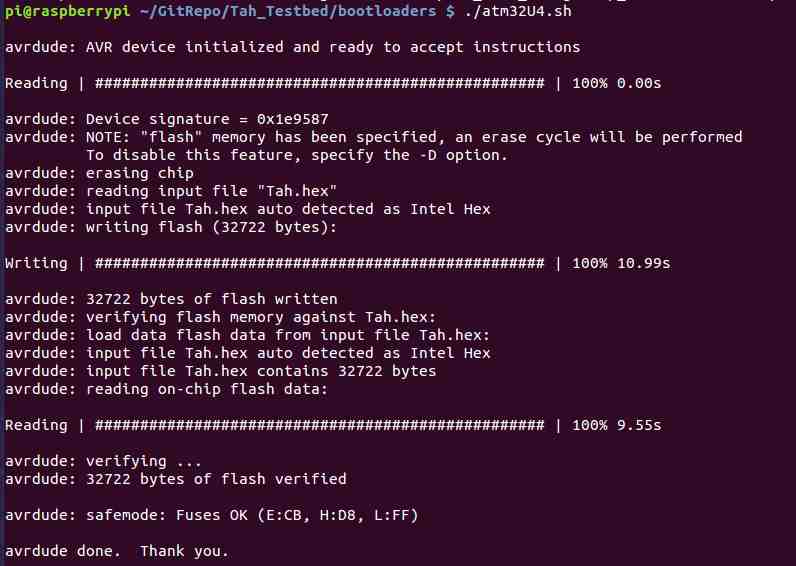 pi@raspberrypi ~/GitRepo/Tah_Testbed/bootloaders $ ./atm32U4.sh
avrdude: AVR device initialized and ready to accept instructions
Reading | ################################################## | 100% 0.00s
avrdude: Device signature = 0x1e9587
avrdude: NOTE: "flash" memory has been specified, an erase cycle will be performed
To disable this feature, specify the -D option.
avrdude: erasing chip
avrdude: reading input file "Tah.hex"
avrdude: input file Tah.hex auto detected as Intel Hex
avrdude: writing flash (32722 bytes):
Writing | ################################################## | 100% 10.99s
avrdude: 32722 bytes of flash written
avrdude: verifying flash memory against Tah.hex:
avrdude: load data flash data from input file Tah.hex:
avrdude: input file Tah.hex auto detected as Intel Hex
avrdude: input file Tah.hex contains 32722 bytes
avrdude: reading on-chip flash data:
Reading | ################################################## | 100% 9.55s
avrdude: verifying ...
avrdude: 32722 bytes of flash verified
avrdude: safemode: Fuses OK (E:CB, H:D8, L:FF)
avrdude done.  Thank you.